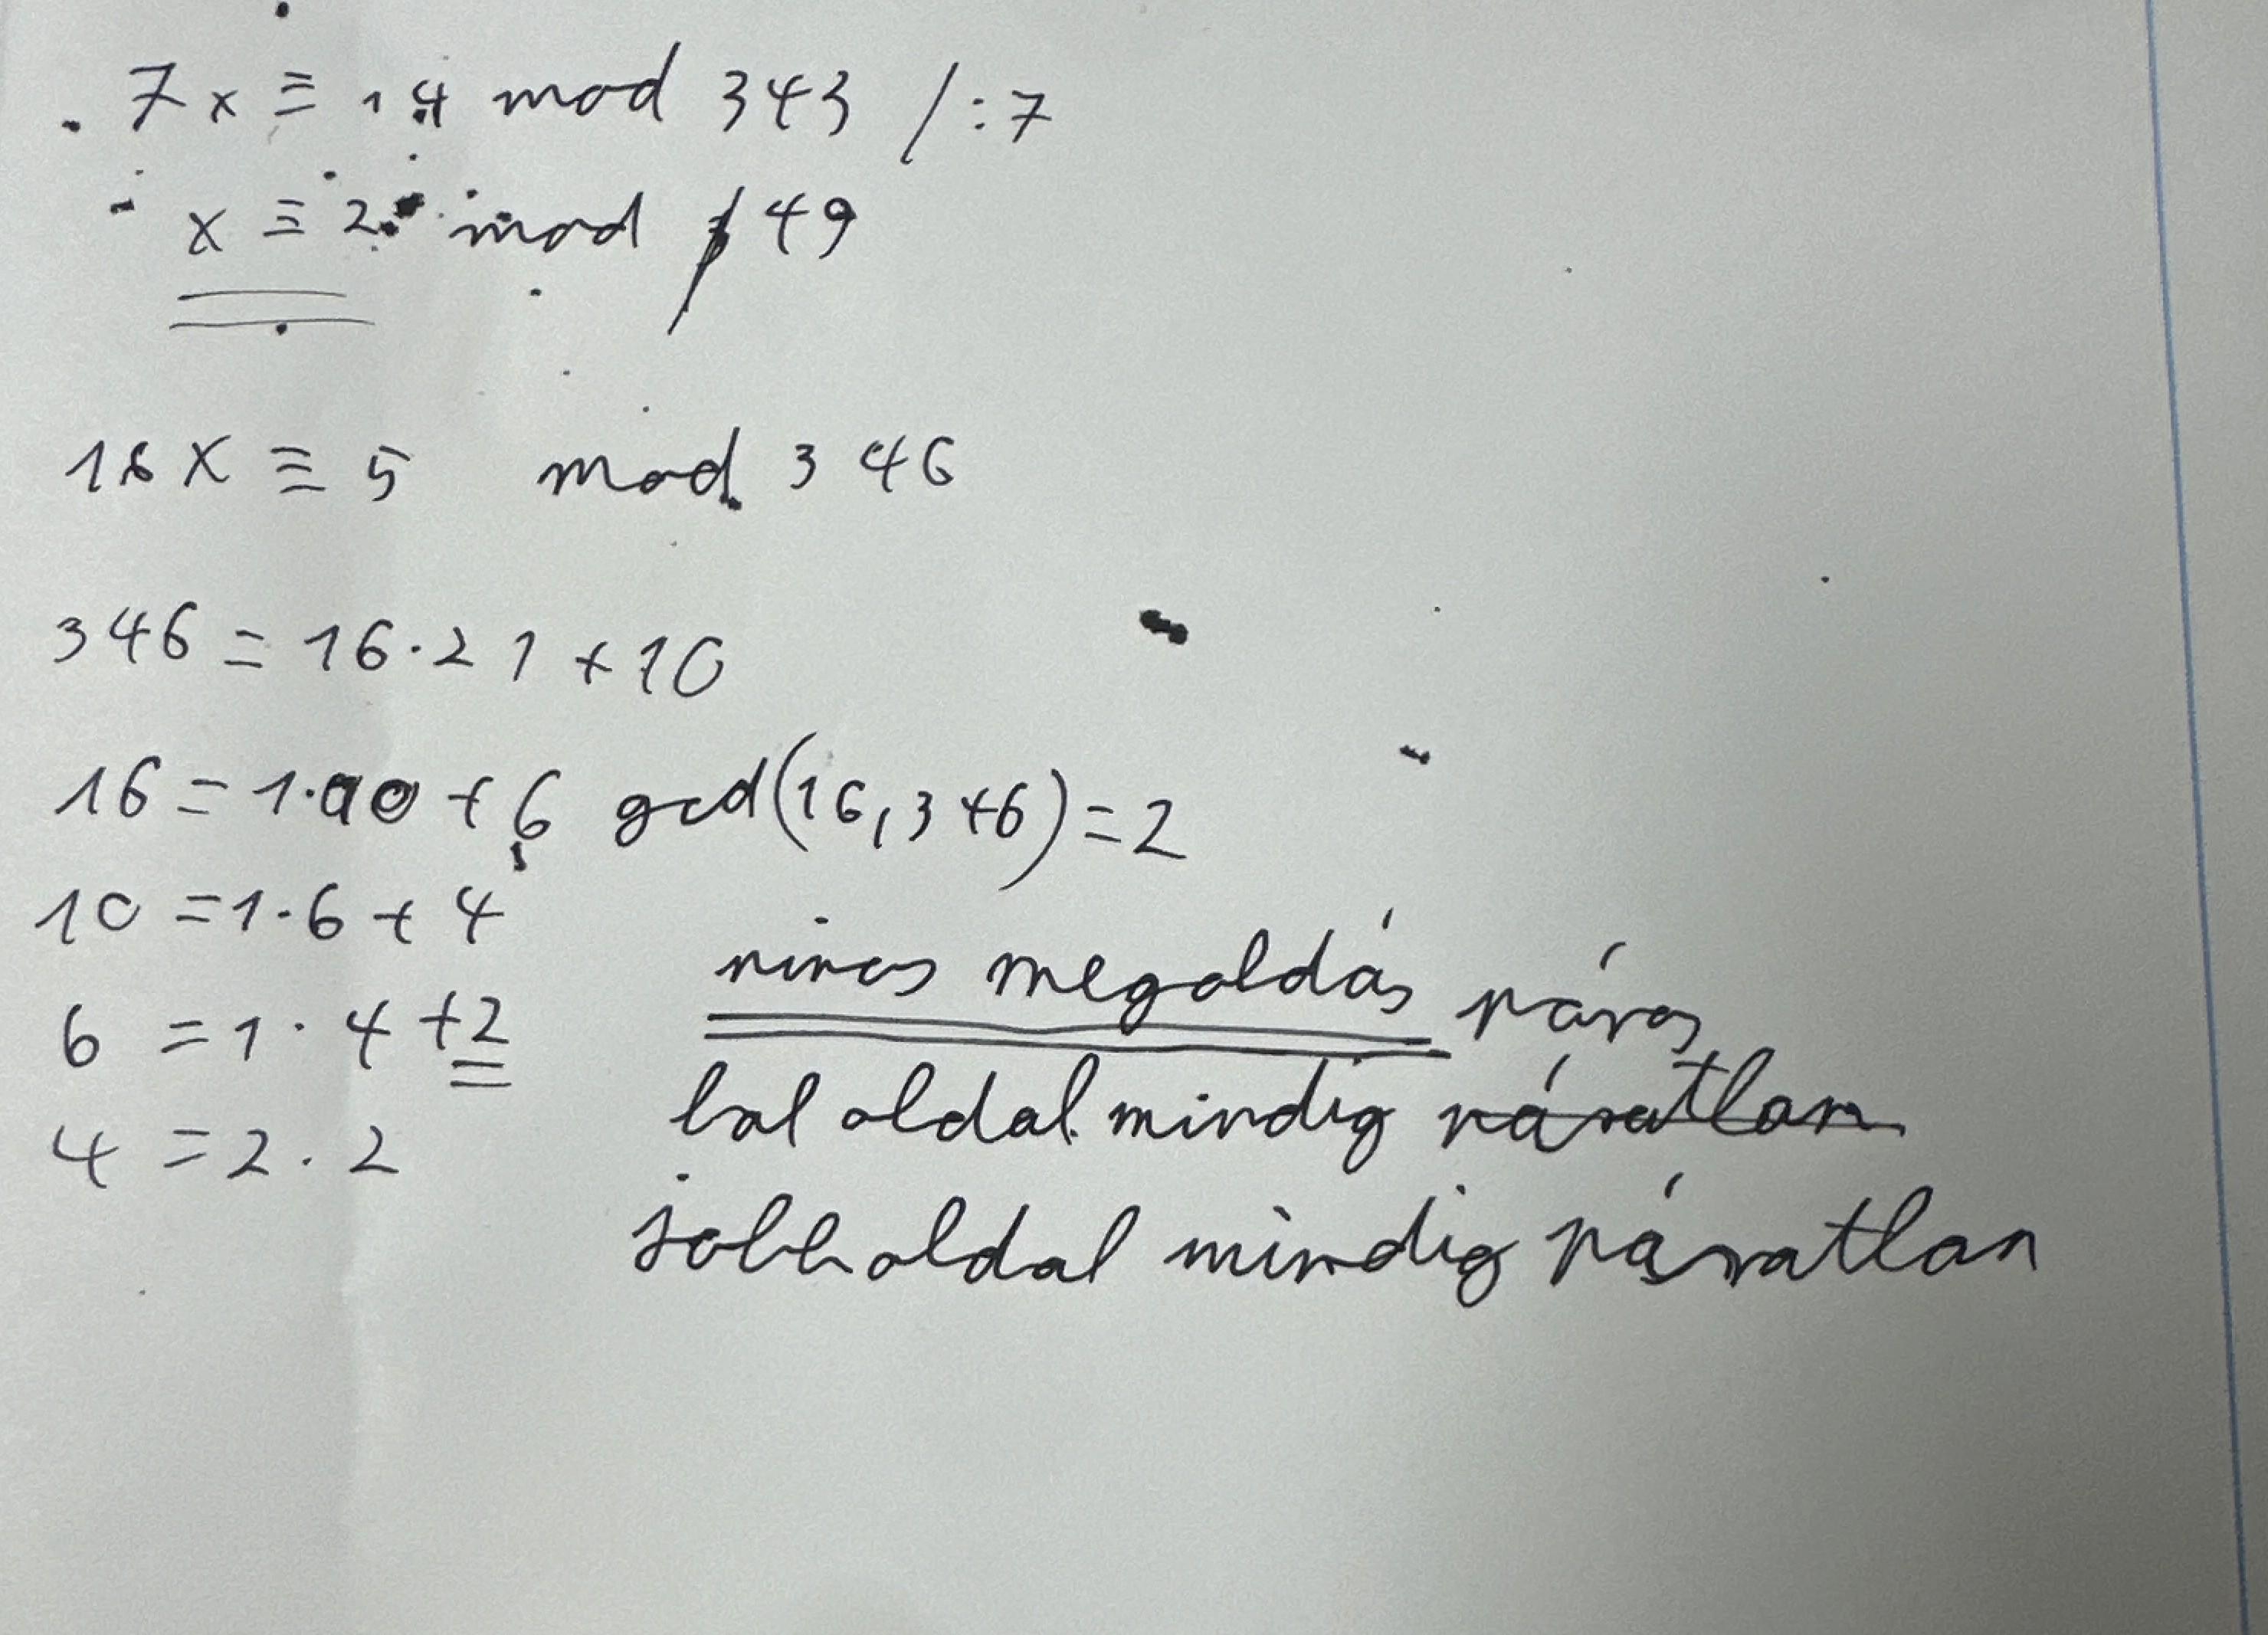 7x ≡ 14 mod 343 /:7
x ≡ 2 mod 49
16x ≡ 5 mod 346
346 = 16·21 + 10
16 = 1·10 + 6 gcd(16,346) = 2
10 = 1·6 + 4
nincs megoldás páros
6 = 1·4 + 2
bal oldal mindig páratlan
4 = 2·2
jobb oldal mindig páratlan